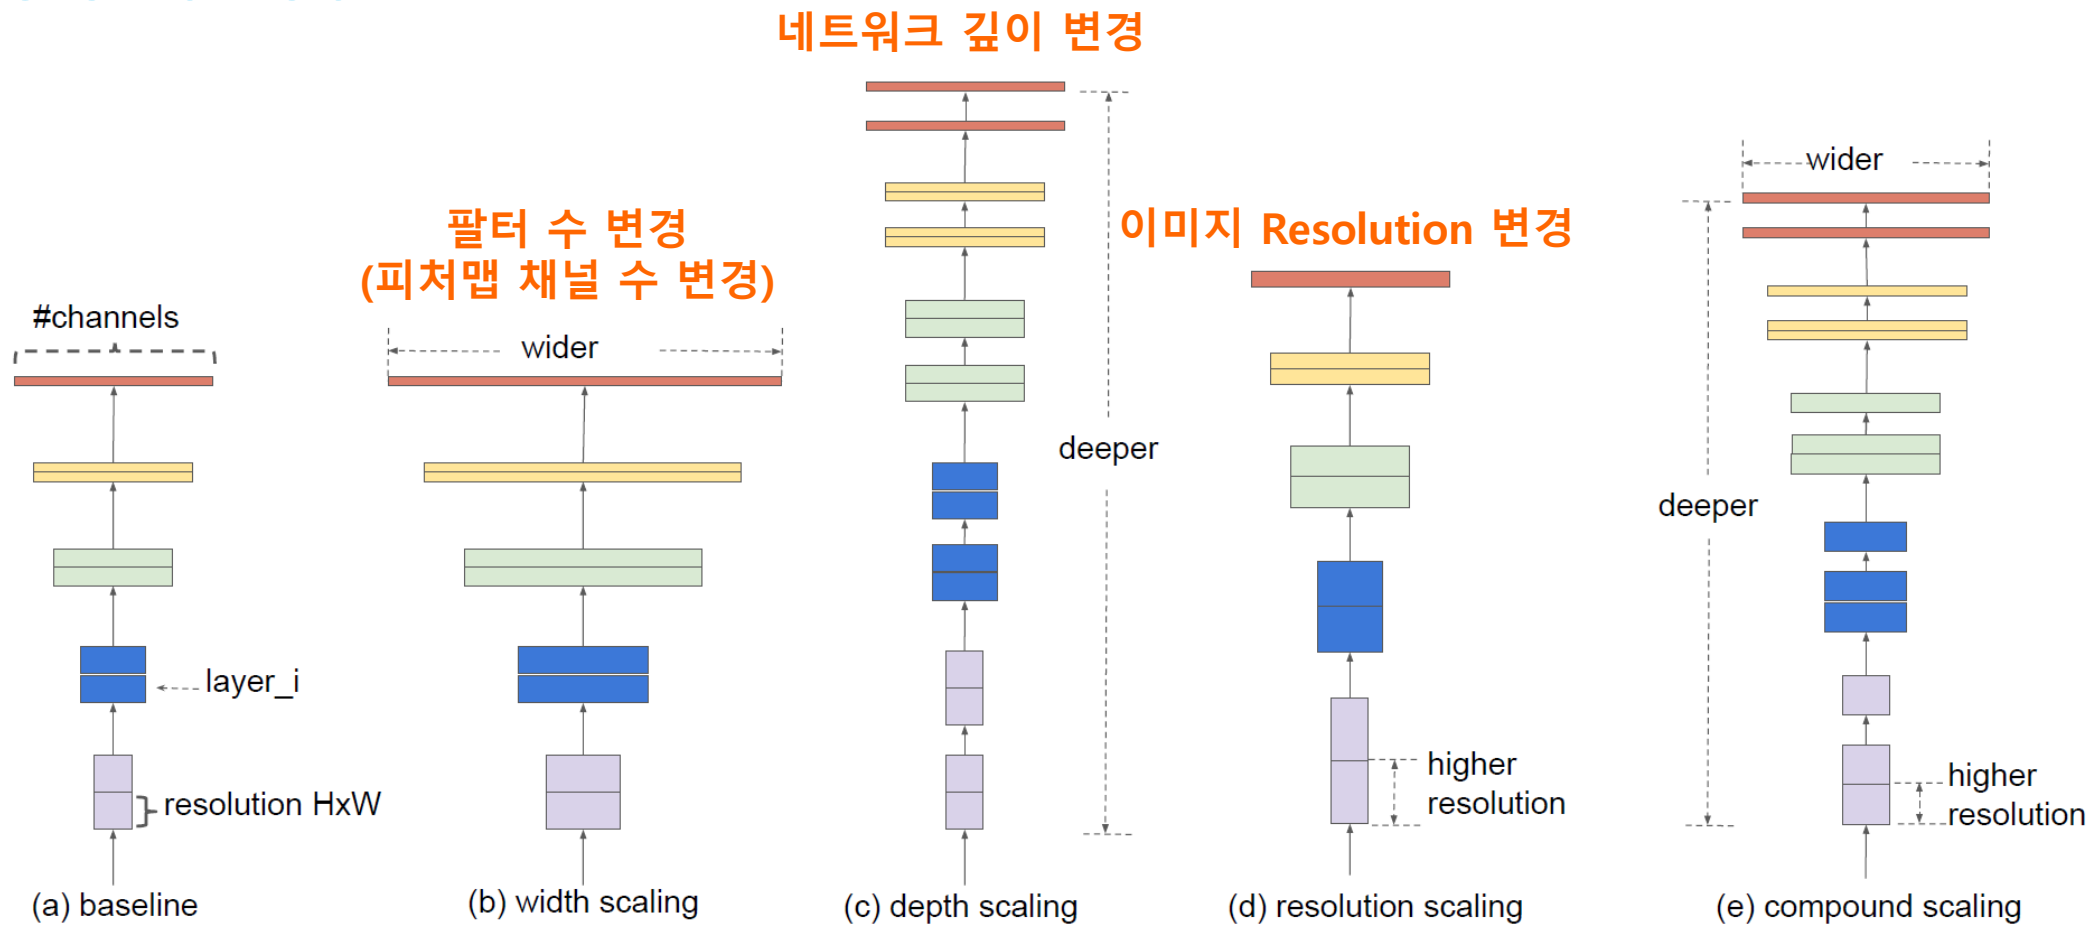 네트워크 깊이 변경
팔터 수 변경
(피처맵 채널 수 변경)
이미지 Resolution 변경
#channels
wider
wider
deeper
deeper
layer_i
resolution HxW
higher
resolution
higher
resolution
(a) baseline
(b) width scaling
(c) depth scaling
(d) resolution scaling
(e) compound scaling